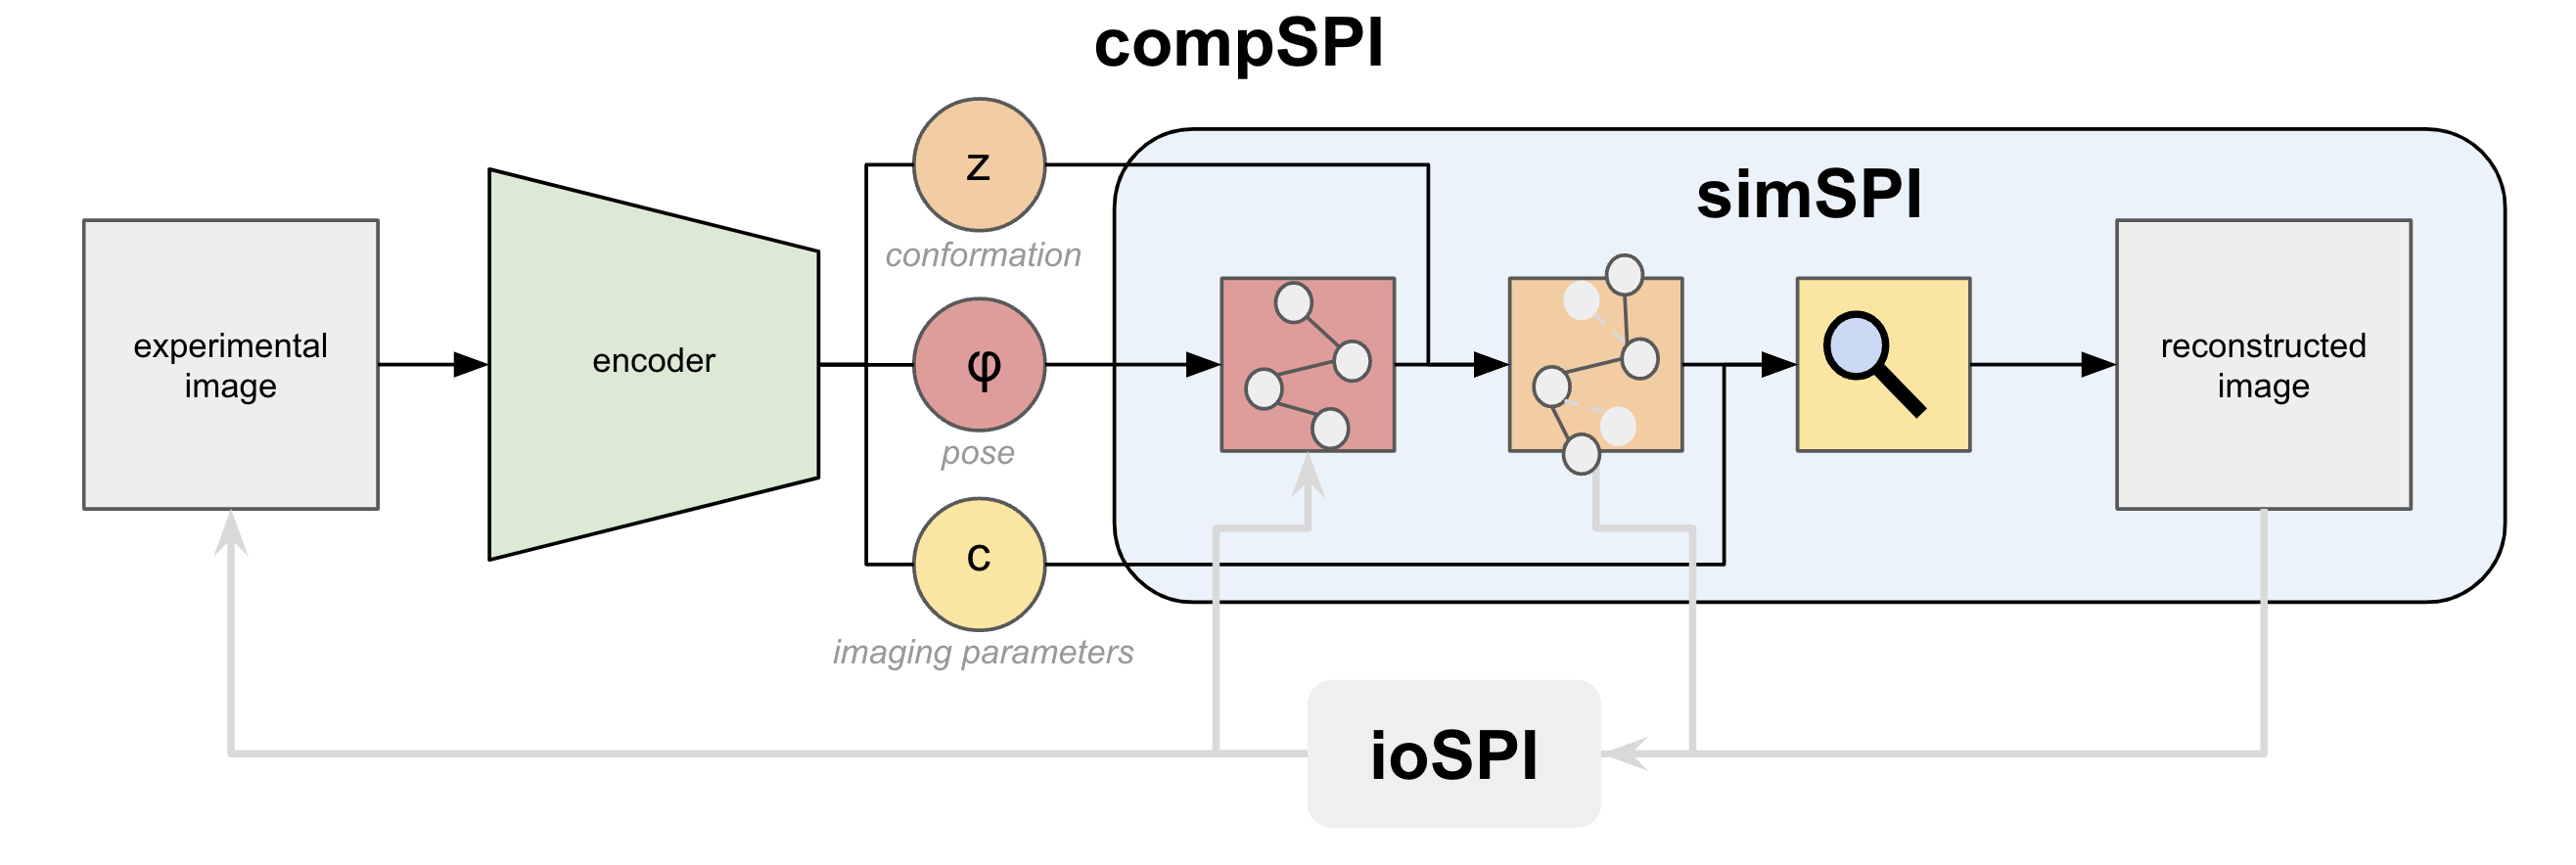 compSPI
simSPI
experimental
image
encoder
z
conformation
φ
pose
c
imaging parameters
reconstructed
image
ioSPI